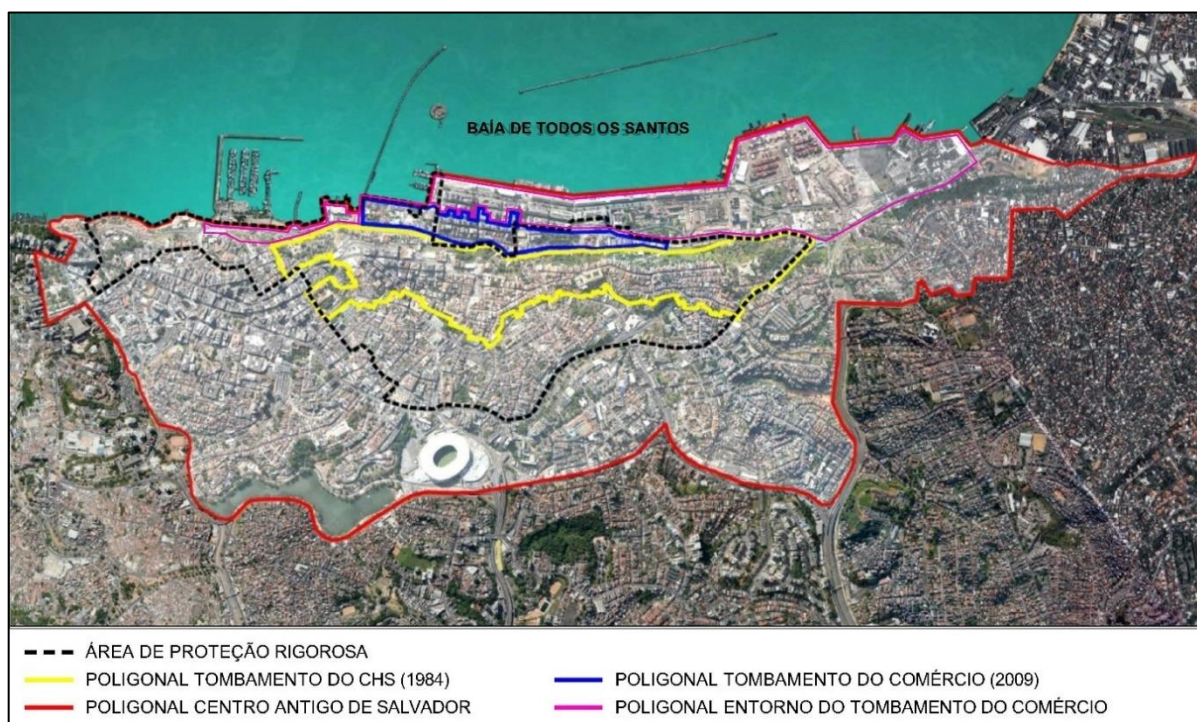 BAÍA DE TODOS OS SANTOS
ÁREA DE PROTEÇÃO RIGOROSA
POLIGONAL TOMBAMENTO DO CHS (1984)
POLIGONAL TOMBAMENTO DO COMÉRCIO (2009)
POLIGONAL CENTRO ANTIGO DE SALVADOR
POLIGONAL ENTORNO DO TOMBAMENTO DO COMÉRCIO